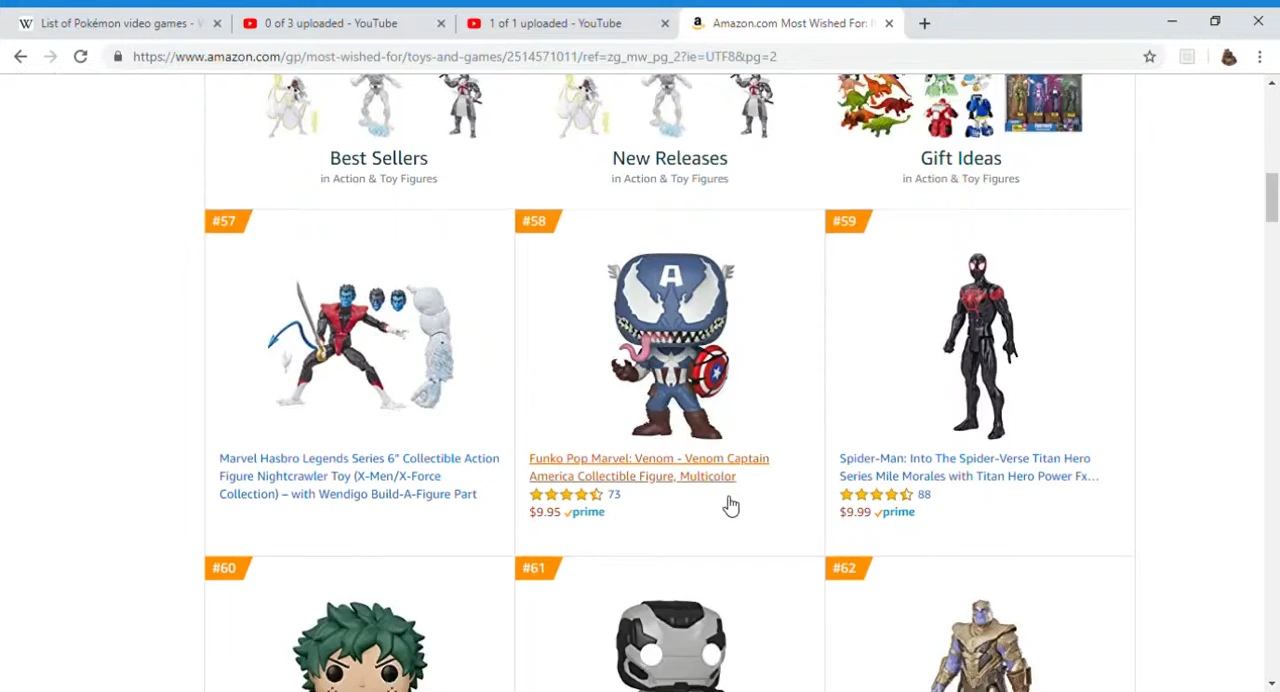 List of Pokémon video games - W
0 of 3 uploaded - YouTube
1 of 1 uploaded - YouTube
Amazon.com Most Wished For:
https://www.amazon.com/gp/most-wished-for/toys-and-games/2514571011/ref=zg_mw_pg_2?ie=UTF8&pg=2
Best Sellers
in Action & Toy Figures
New Releases
in Action & Toy Figures
Gift Ideas
in Action & Toy Figures
#57
Marvel Hasbro Legends Series 6" Collectible Action
Figure Nightcrawler Toy (X-Men/X-Force
Collection) – with Wendigo Build-A-Figure Part
#58
A
Funko Pop Marvel: Venom - Venom Captain
America Collectible Figure, Multicolor
73
$9.95 prime
#59
Spider-Man: Into The Spider-Verse Titan Hero
Series Mile Morales with Titan Hero Power Fx...
88
$9.99 prime
#60
#61
#62